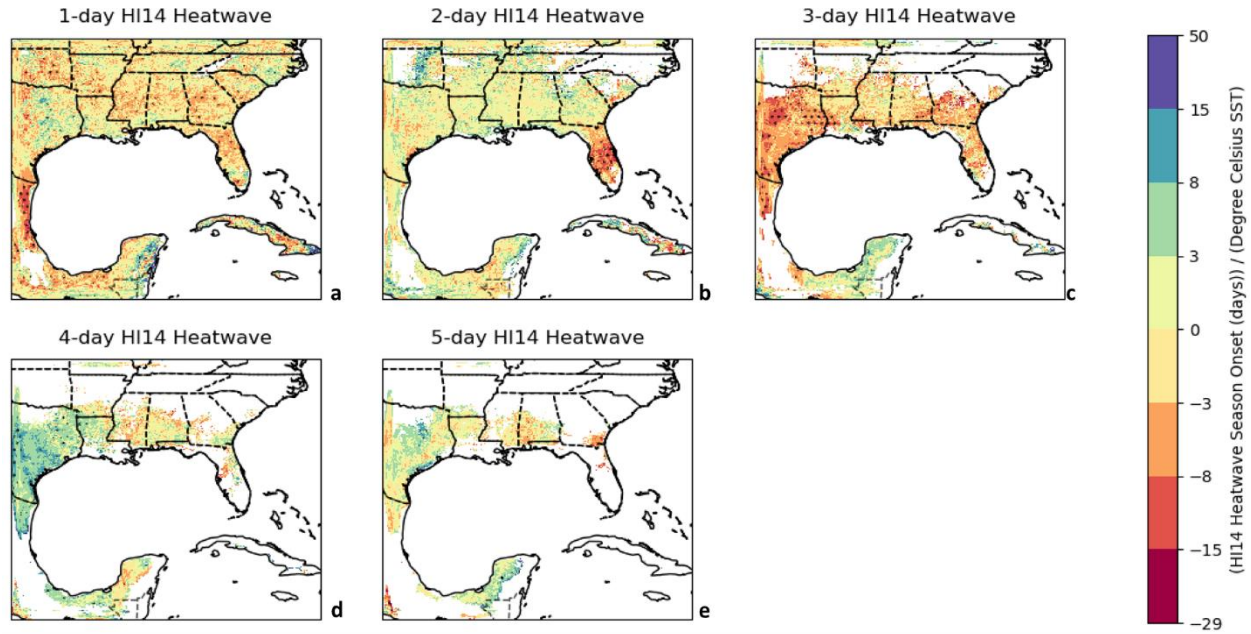 1-day HI14 Heatwave
2-day HI14 Heatwave
3-day HI14 Heatwave
a
b
c
4-day HI14 Heatwave
5-day HI14 Heatwave
d
e
50
15
8
3
0
−3
−8
−15
−29
(HI14 Heatwave Season Onset (days)) / (Degree Celsius SST)